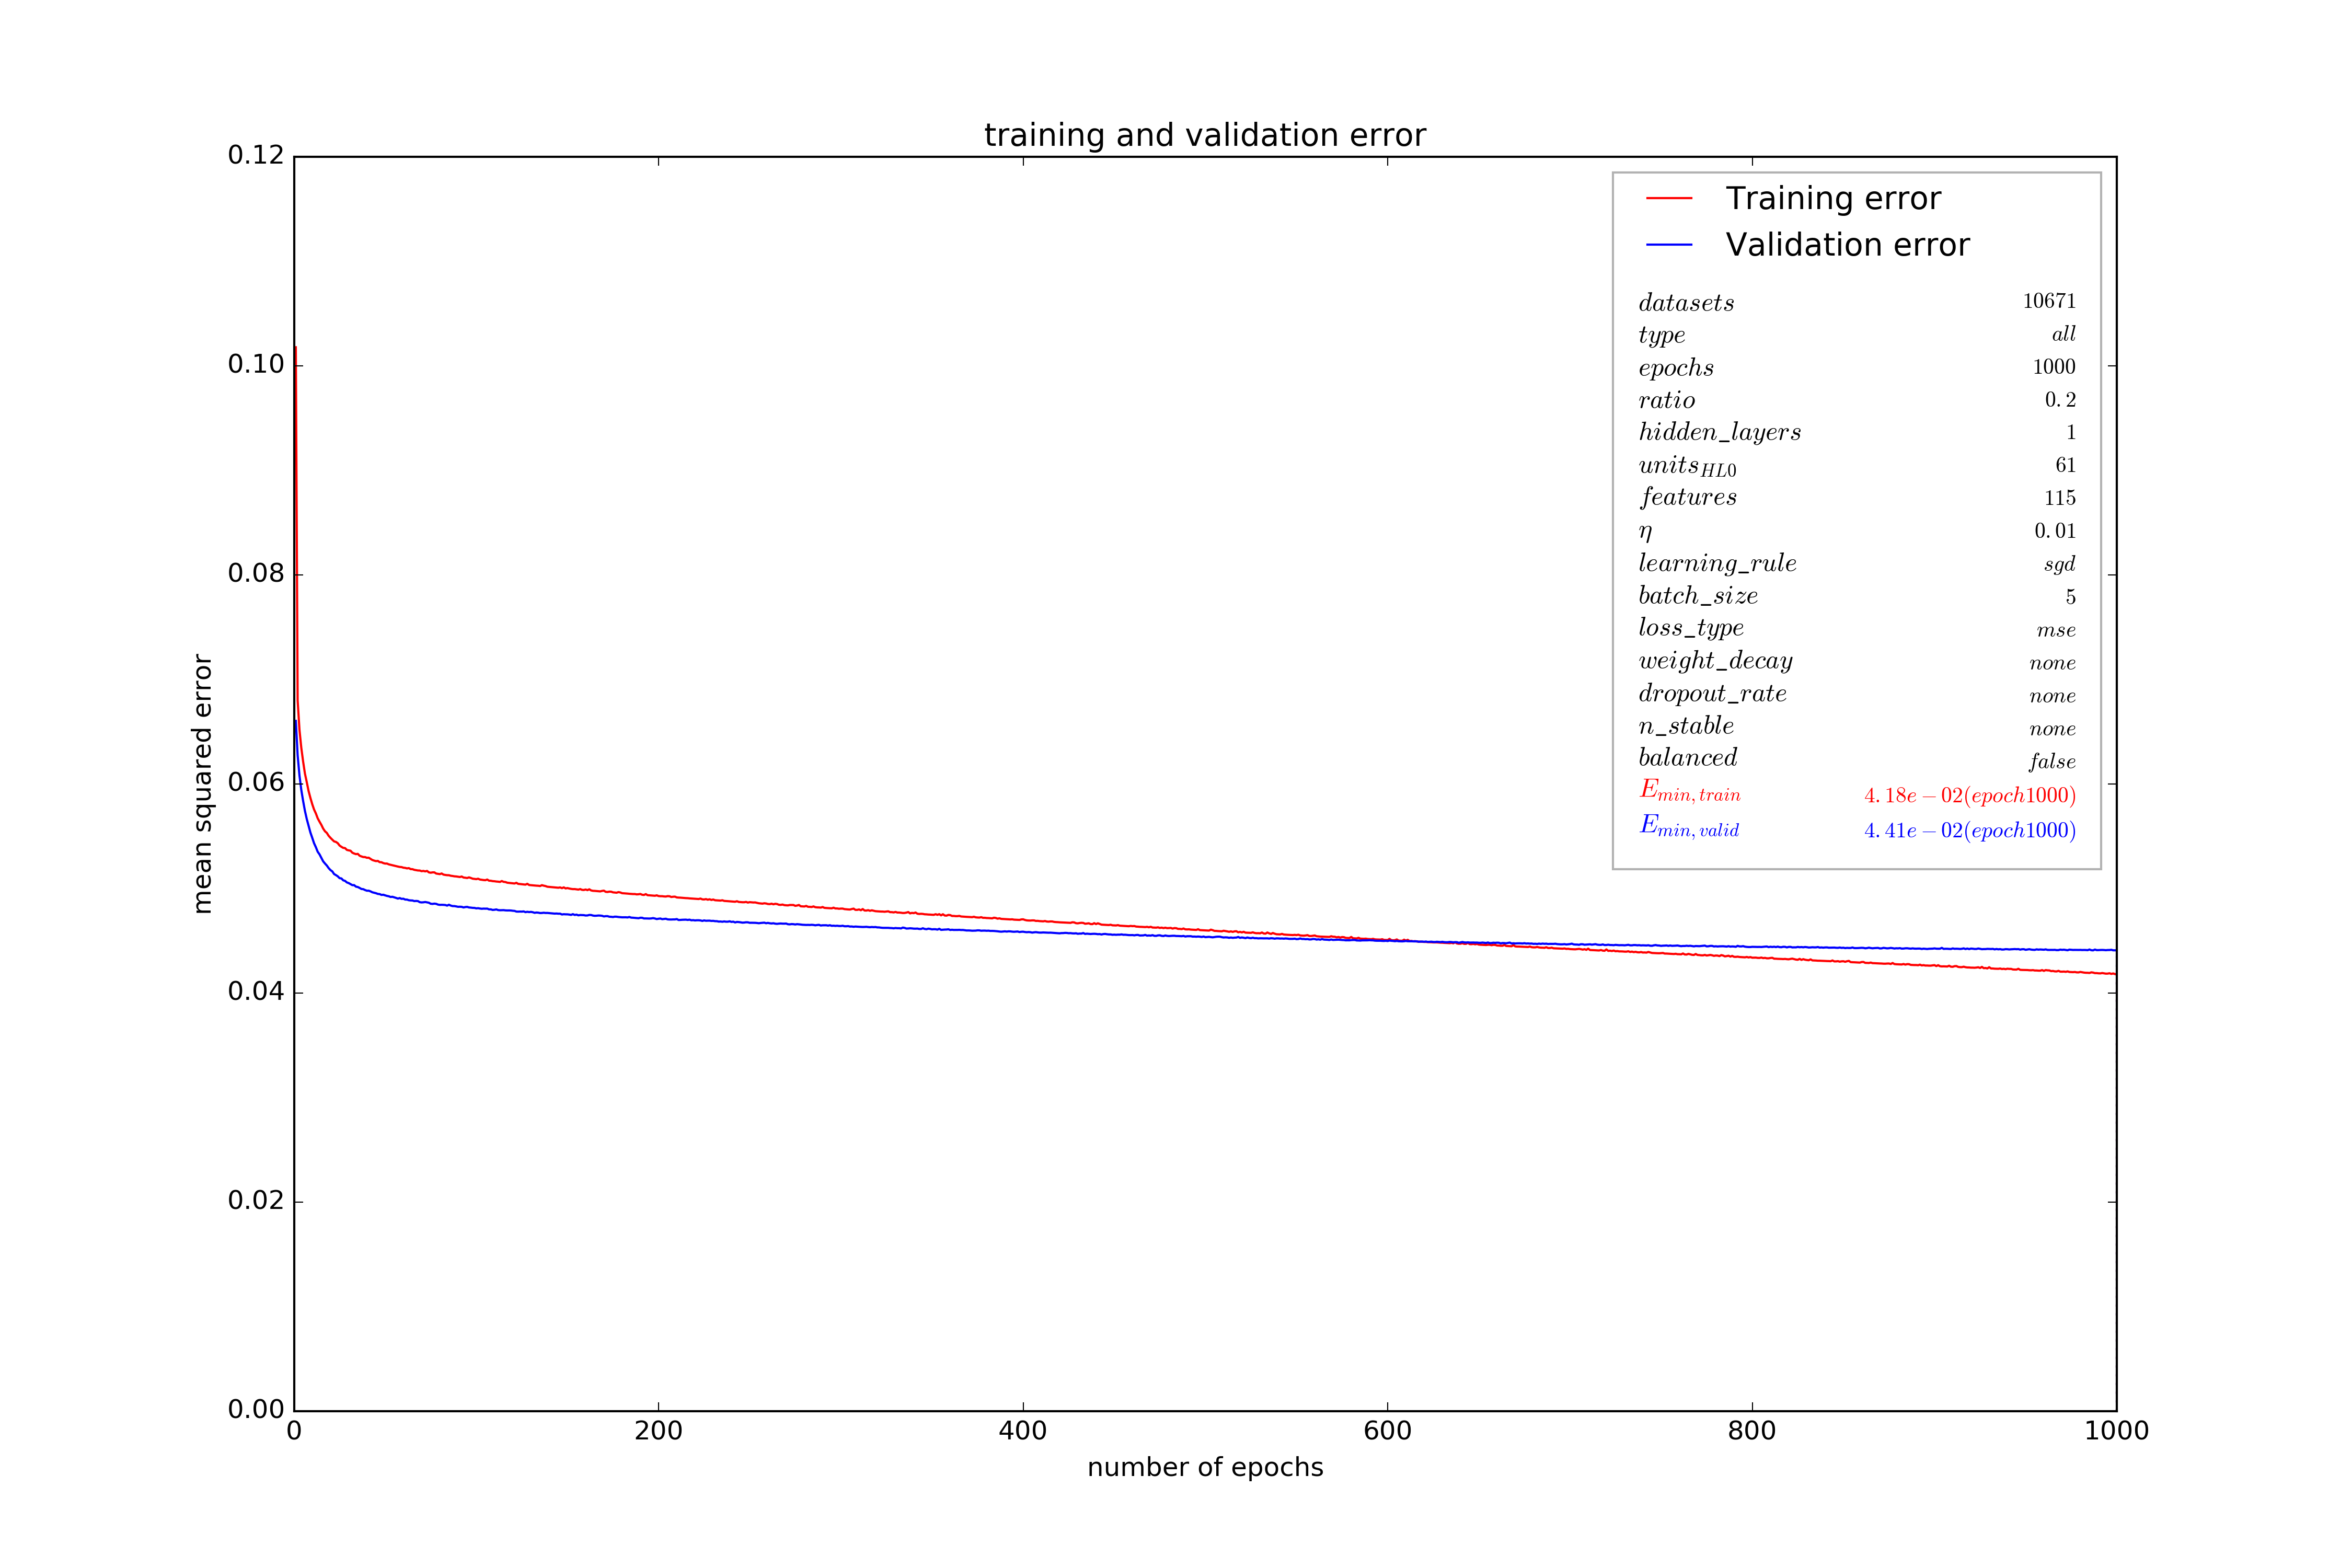 training and validation error
0.12
0.10
0.08
0.06
0.04
0.02
0.00
mean squared error
0 200 400 600 800 1000
number of epochs
Training error
Validation error
datasets 10671
type all
epochs 1000
ratio 0.2
hidden_layers 1
units_HL0 61
features 115
η 0.01
learning_rule sgd
batch_size 5
loss_type mse
weight_decay none
dropout_rate none
n_stable none
balanced false
E_min,train 4.18e−02(epoch1000)
E_min,valid 4.41e−02(epoch1000)